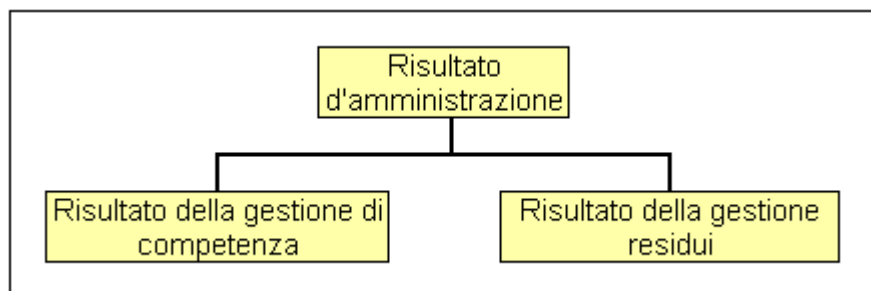 Risultato
d'amministrazione
Risultato della gestione di
competenza
Risultato della gestione
residui